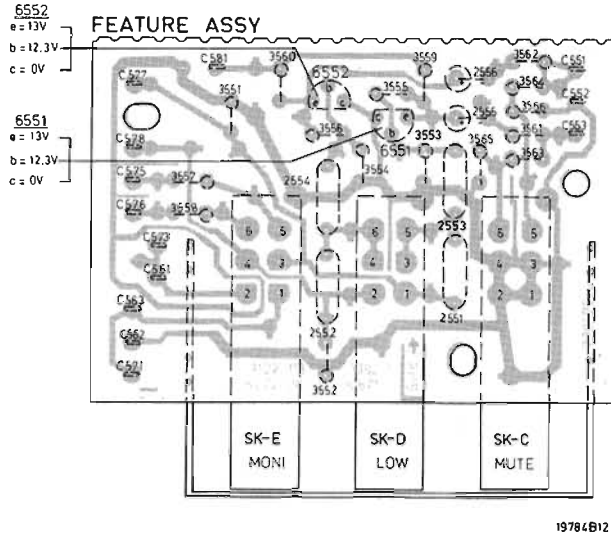 6552
e = 13V
b = 12.3V
c = 0V
6551
e = 13V
b = 12.3V
c = 0V
FEATURE ASSY
C581 3560 3559 3562 C551
C577 6552 2556 3564 C552
3551 b 3555
e c e c 3556
3556 b 2555 3561 C553
C578 6551 3553 3565 3563
C575 3557 2554 3554
C576 3558 2553
C573
C561
C563
C562
C571
6 5 6 5 6 5
4 3 4 3 4 3
2 1 2 1 2 1
2552 2551
3552
SK-E
MONI
SK-D
LOW
SK-C
MUTE
19784B12